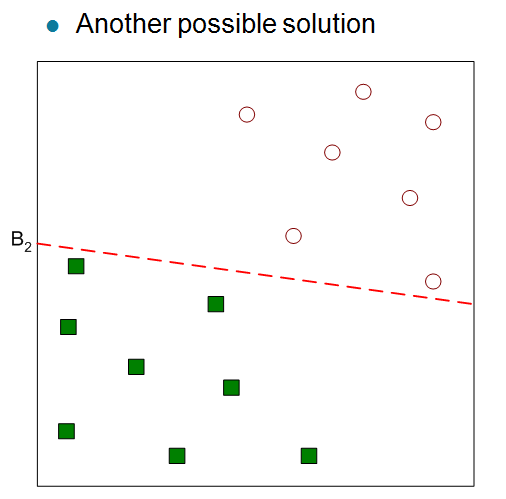 ● Another possible solution
B₂